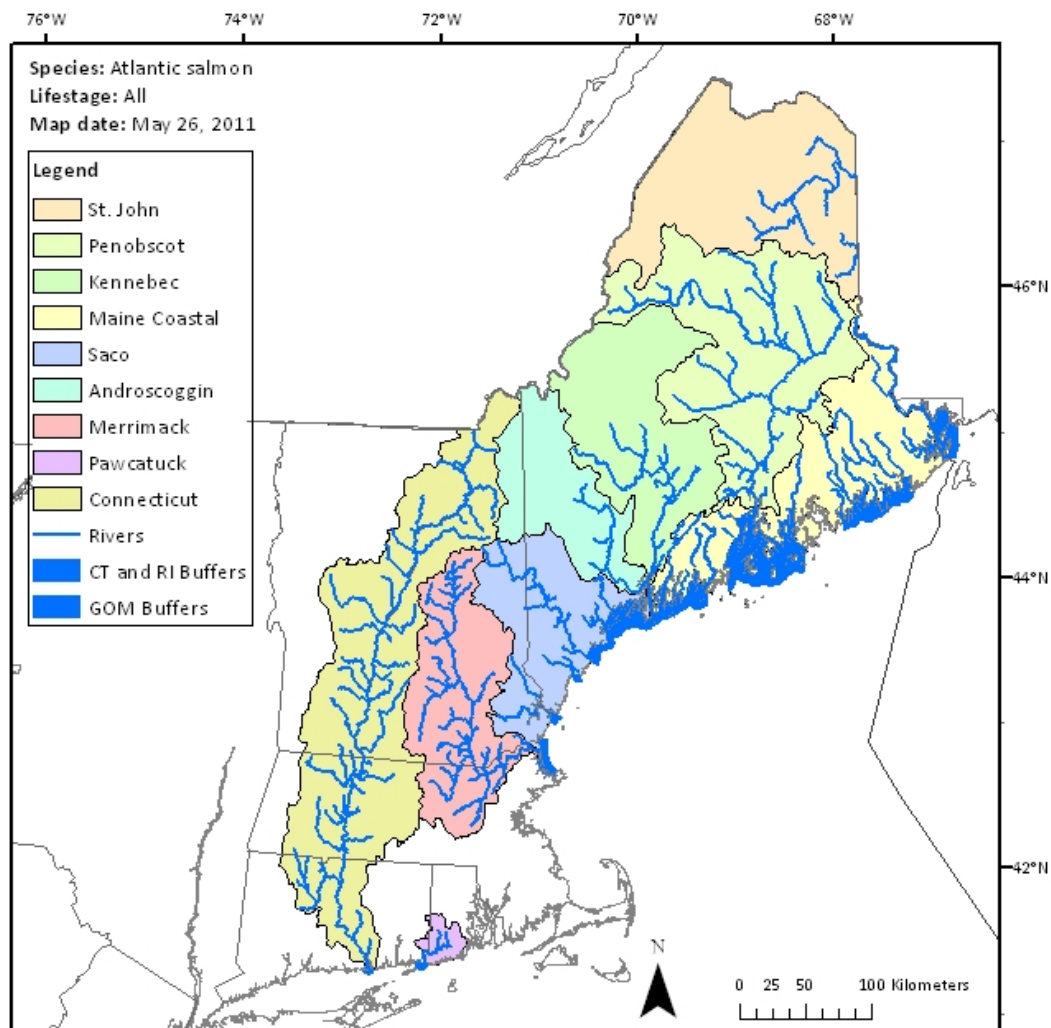 76°W 74°W 72°W 70°W 68°W
Species: Atlantic salmon
Lifestage: All
Map date: May 26, 2011
Legend
St. John
Penobscot
Kennebec
Maine Coastal
Saco
Androscoggin
Merrimack
Pawcatuck
Connecticut
Rivers
CT and RI Buffers
GOM Buffers
46°N
44°N
42°N
N
0 25 50 100 Kilometers